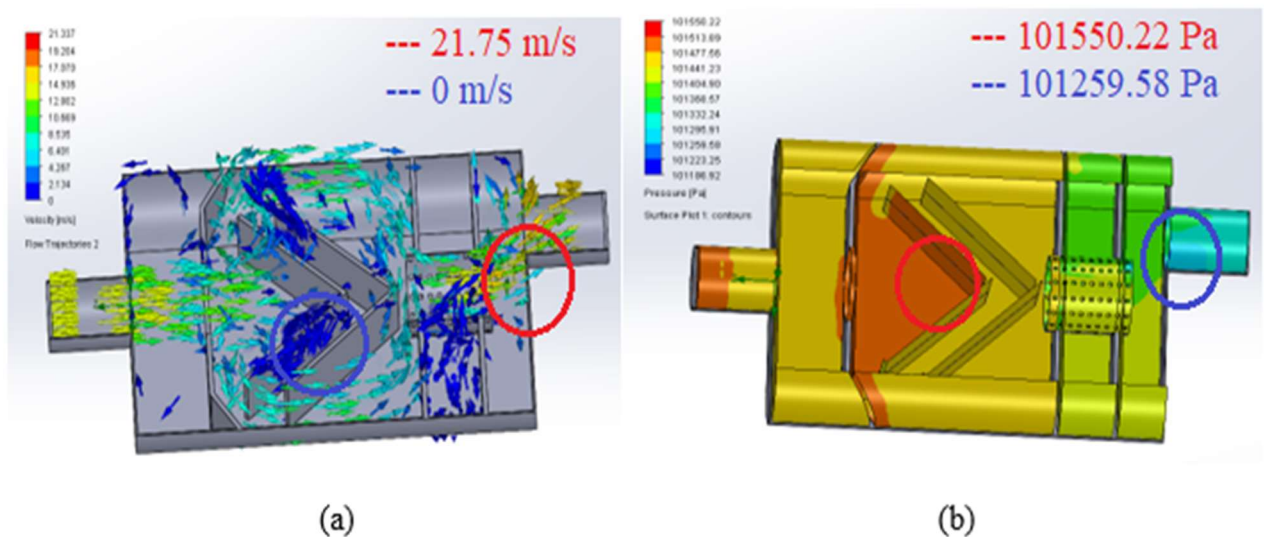 21.337
19.204
17.070
14.936
12.802
10.669
8.535
6.401
4.267
2.134
0
Velocity [m/s]
Flow Trajectories 2
--- 21.75 m/s
--- 0 m/s
101550.22
101513.89
101477.56
101441.23
101404.90
101368.57
101332.24
101295.91
101259.58
101223.25
101186.92
Pressure [Pa]
Surface Plot 1: contours
--- 101550.22 Pa
--- 101259.58 Pa
(a)
(b)